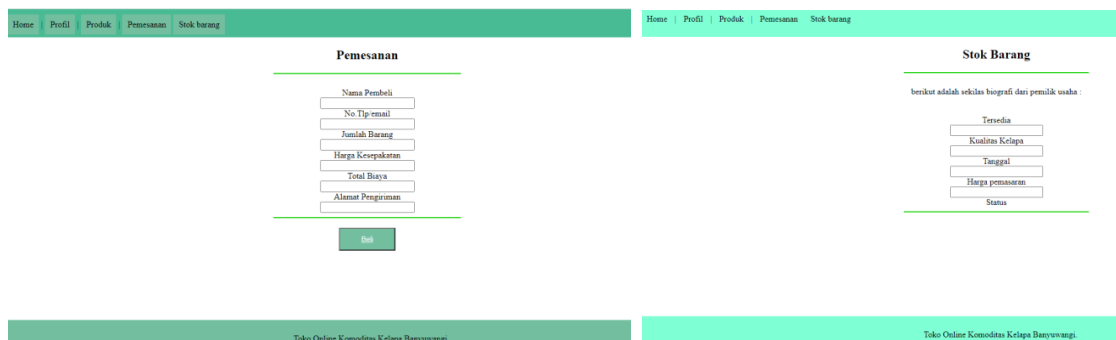 Home | Profil | Produk | Pemesanan Stok barang
Pemesanan
Nama Pembeli
No.Tlp/email
Jumlah Barang
Harga Kesepakatan
Total Biaya
Alamat Pengiriman
Beli
Toko Online Komoditas Kelapa Banyuwangi.
Home | Profil | Produk | Pemesanan Stok barang
Stok Barang
berikut adalah sekilas biografi dari pemilik usaha :
Tersedia
Kualitas Kelapa
Tanggal
Harga pemasaran
Status
Toko Online Komoditas Kelapa Banyuwangi.